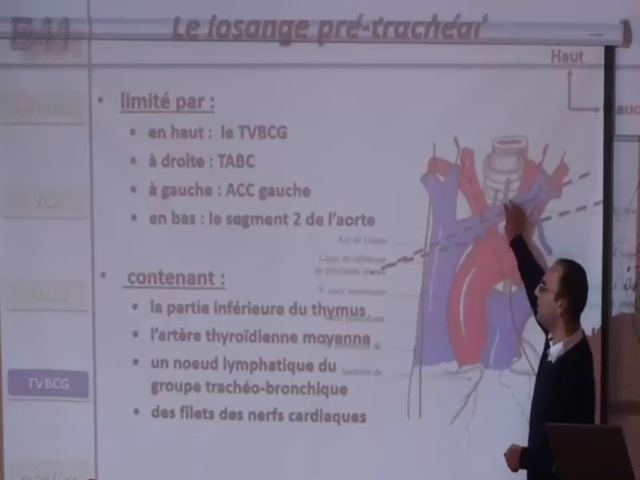 B41
Le losange pré-trachéal
Haut
limité par :
en haut : le TVBCG
à droite : TABC
à gauche : ACC gauche
en bas : le segment 2 de l'aorte
contenant :
la partie inférieure du thymus
l'artère thyroïdienne moyenne
un noeud lymphatique du
groupe trachéo-bronchique
des filets des nerfs cardiaques
TVBCG